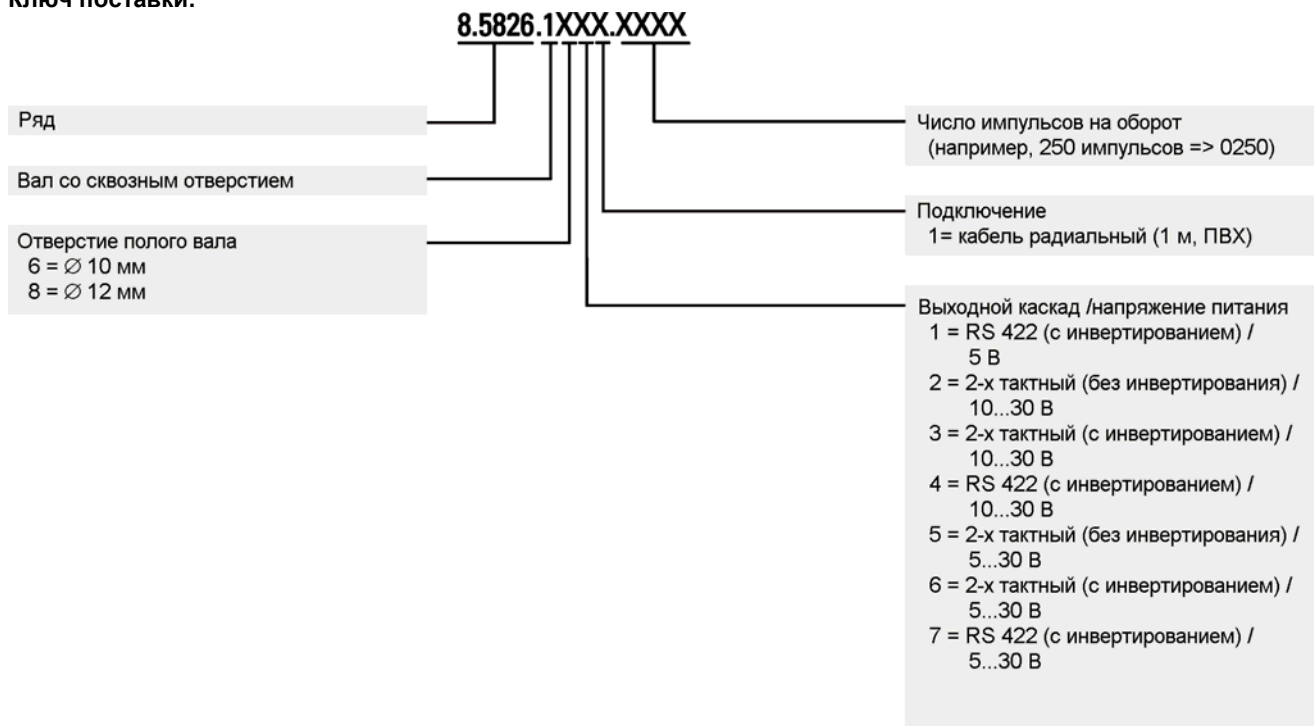 Ключ поставки:
8.5826.1XXX.XXXX
Ряд
Вал со сквозным отверстием
Отверстие полого вала
6 = ∅ 10 мм
8 = ∅ 12 мм
Число импульсов на оборот
(например, 250 импульсов => 0250)
Подключение
1= кабель радиальный (1 м, ПВХ)
Выходной каскад /напряжение питания
1 = RS 422 (с инвертированием) /
5 В
2 = 2-х тактный (без инвертирования) /
10...30 В
3 = 2-х тактный (с инвертированием) /
10...30 В
4 = RS 422 (с инвертированием) /
10...30 В
5 = 2-х тактный (без инвертирования) /
5...30 В
6 = 2-х тактный (с инвертированием) /
5...30 В
7 = RS 422 (с инвертированием) /
5...30 В